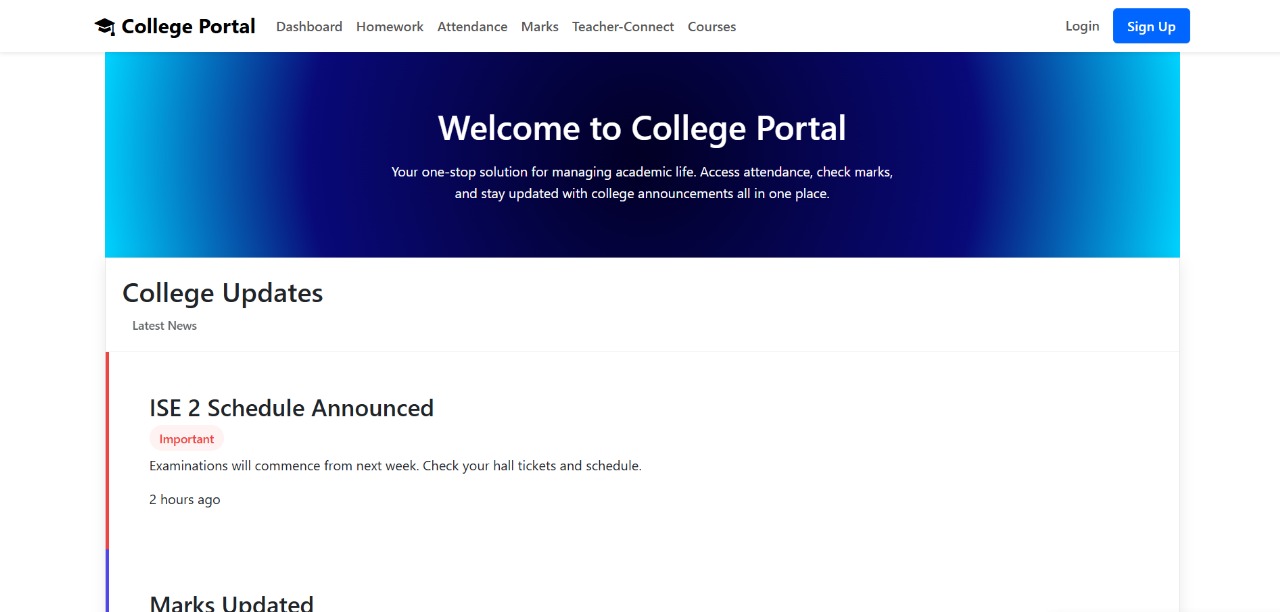 College Portal Dashboard Homework Attendance Marks Teacher-Connect Courses Login Sign Up
Welcome to College Portal
Your one-stop solution for managing academic life. Access attendance, check marks,
and stay updated with college announcements all in one place.
College Updates
Latest News
ISE 2 Schedule Announced
Important
Examinations will commence from next week. Check your hall tickets and schedule.
2 hours ago
Marks Updated